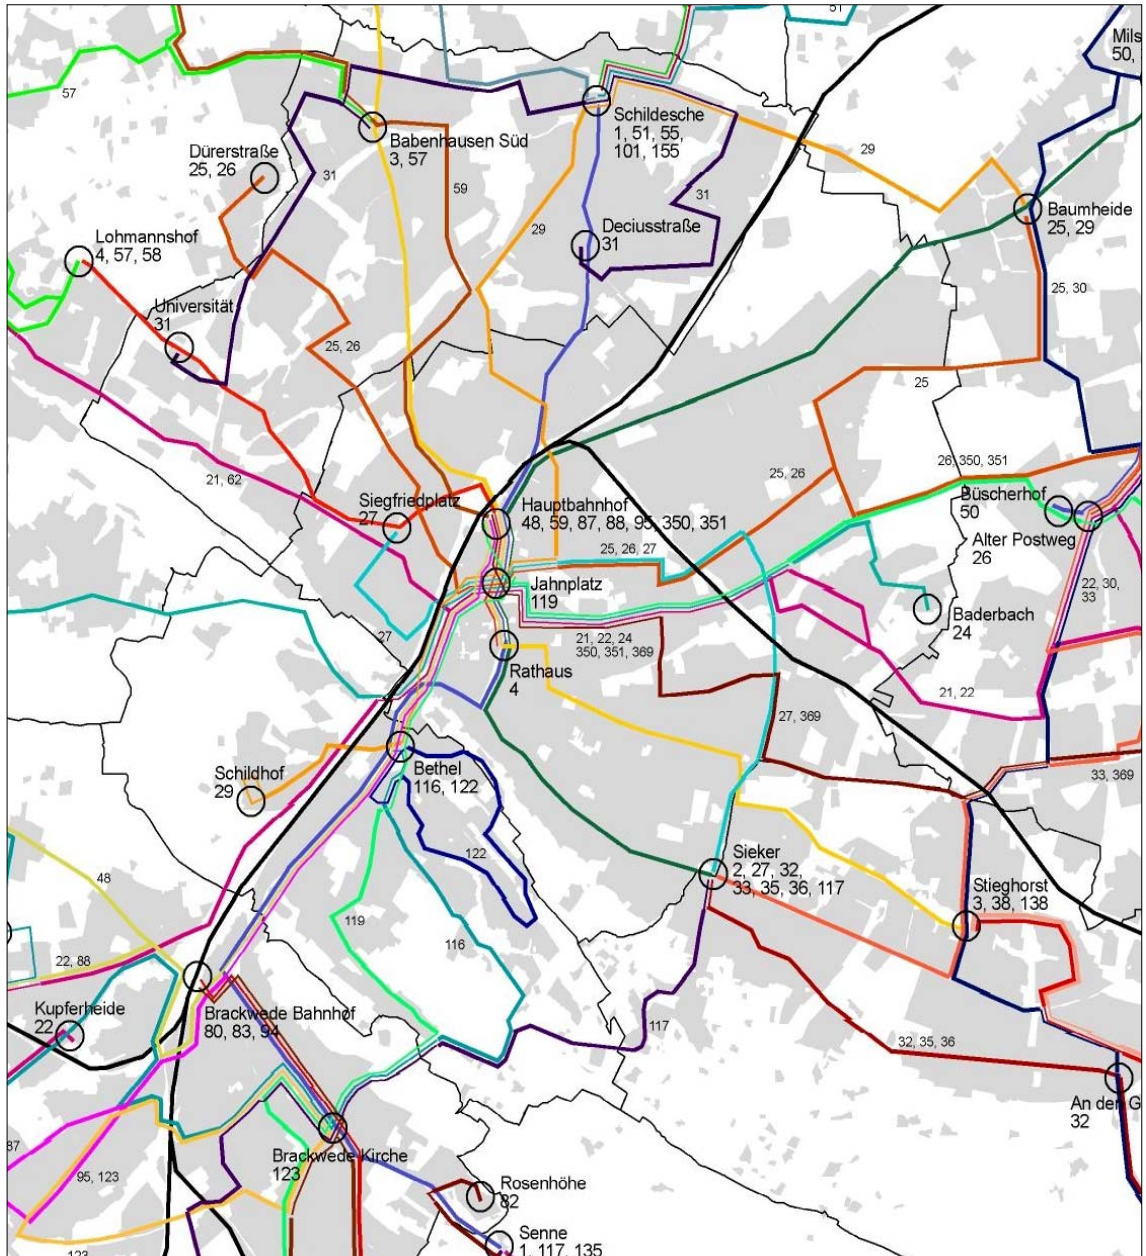 51
Mils
50,
57
Schildesche
1, 51, 55,
101, 155
Babenhausen Süd
3, 57
Dürerstraße
25, 26
31
59
29
29
31
Baumheide
25, 29
Deciusstraße
31
Lohmannshof
4, 57, 58
Universität
31
25, 30
25, 26
25
21, 62
25, 26
26, 350, 351
Siegfriedplatz
27
Hauptbahnhof
48, 59, 87, 88, 95, 350, 351
Büscherhof
50
Alter Postweg
26
25, 26, 27
Jahnplatz
119
22, 30,
33
Baderbach
24
27
21, 22, 24
350, 351, 369
Rathaus
4
21, 22
27, 369
Schildhof
29
Bethel
116, 122
33, 369
122
Sieker
2, 27, 32,
33, 35, 36, 117
48
Stieghorst
3, 38, 138
119
116
22, 88
Kupferheide
22
Brackwede Bahnhof
80, 83, 94
117
32, 35, 36
An den G
32
87
Brackwede Kirche
123
95, 123
Rosenhöhe
82
Senne
1, 117, 135
123